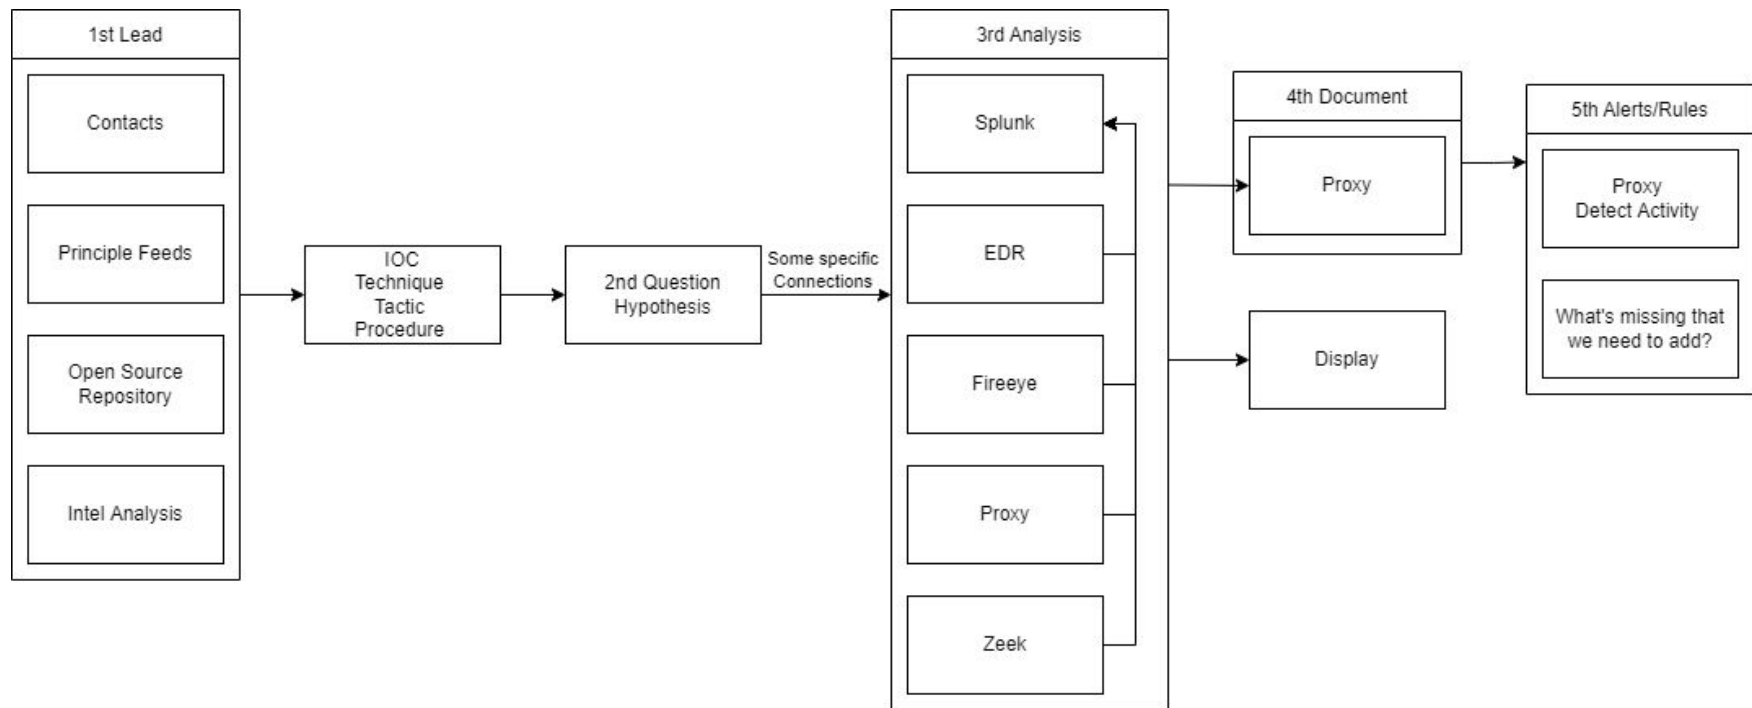 1st Lead
Contacts
Principle Feeds
Open Source
Repository
Intel Analysis
IOC
Technique
Tactic
Procedure
2nd Question
Hypothesis
Some specific
Connections
3rd Analysis
Splunk
EDR
Fireeye
Proxy
Zeek
4th Document
Proxy
Display
5th Alerts/Rules
Proxy
Detect Activity
What's missing that
we need to add?